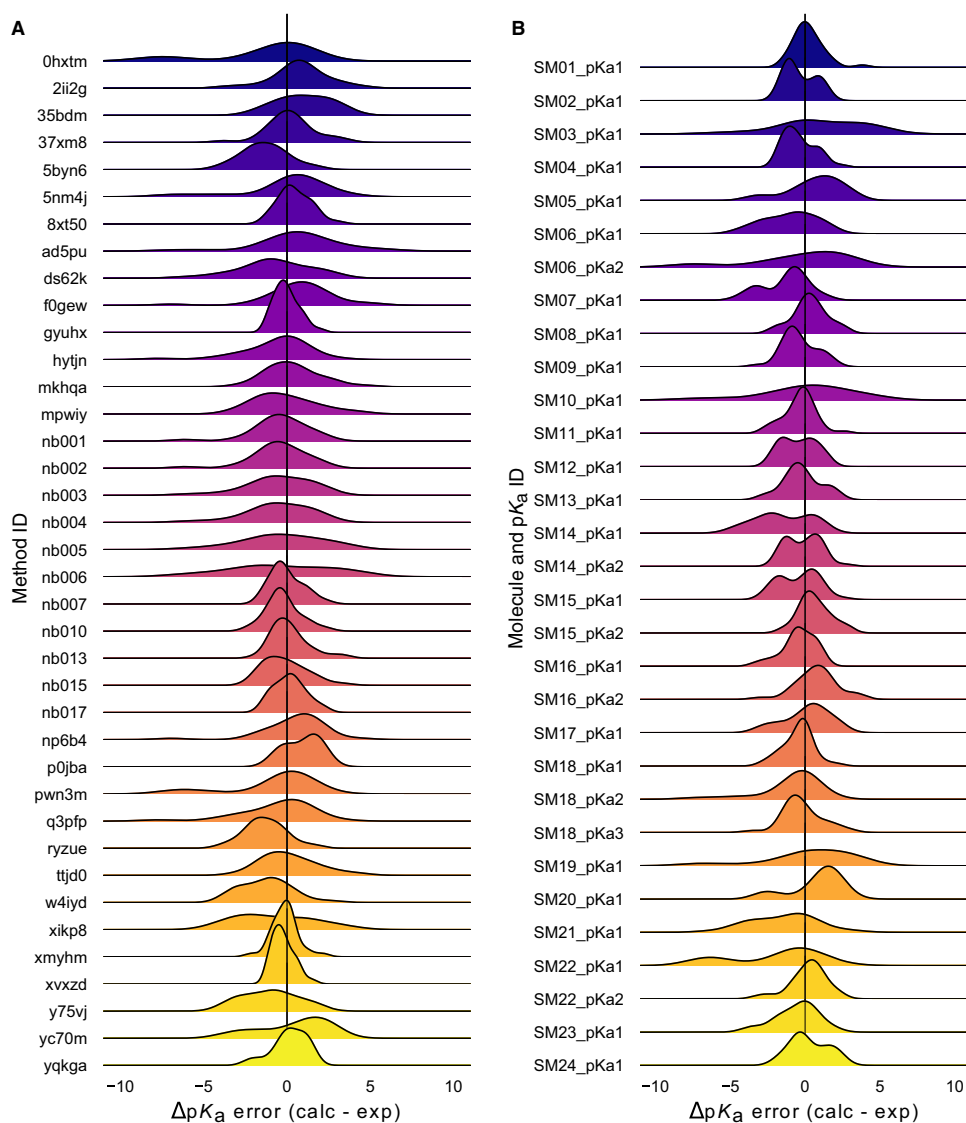 A
0hxtm
2ii2g
35bdm
37xm8
5byn6
5nm4j
8xt50
ad5pu
ds62k
f0gew
gyuhx
hytjn
mkhqa
mpwiy
nb001
nb002
nb003
nb004
nb005
nb006
nb007
nb010
nb013
nb015
nb017
np6b4
p0jba
pwn3m
q3pfp
ryzue
ttjd0
w4iyd
xikp8
xmyhm
xvxzd
y75vj
yc70m
yqkga
Method ID
−10 −5 0 5 10
ΔpKa error (calc - exp)
B
SM01_pKa1
SM02_pKa1
SM03_pKa1
SM04_pKa1
SM05_pKa1
SM06_pKa1
SM06_pKa2
SM07_pKa1
SM08_pKa1
SM09_pKa1
SM10_pKa1
SM11_pKa1
SM12_pKa1
SM13_pKa1
SM14_pKa1
SM14_pKa2
SM15_pKa1
SM15_pKa2
SM16_pKa1
SM16_pKa2
SM17_pKa1
SM18_pKa1
SM18_pKa2
SM18_pKa3
SM19_pKa1
SM20_pKa1
SM21_pKa1
SM22_pKa1
SM22_pKa2
SM23_pKa1
SM24_pKa1
Molecule and pKa ID
−10 −5 0 5 10
ΔpKa error (calc - exp)